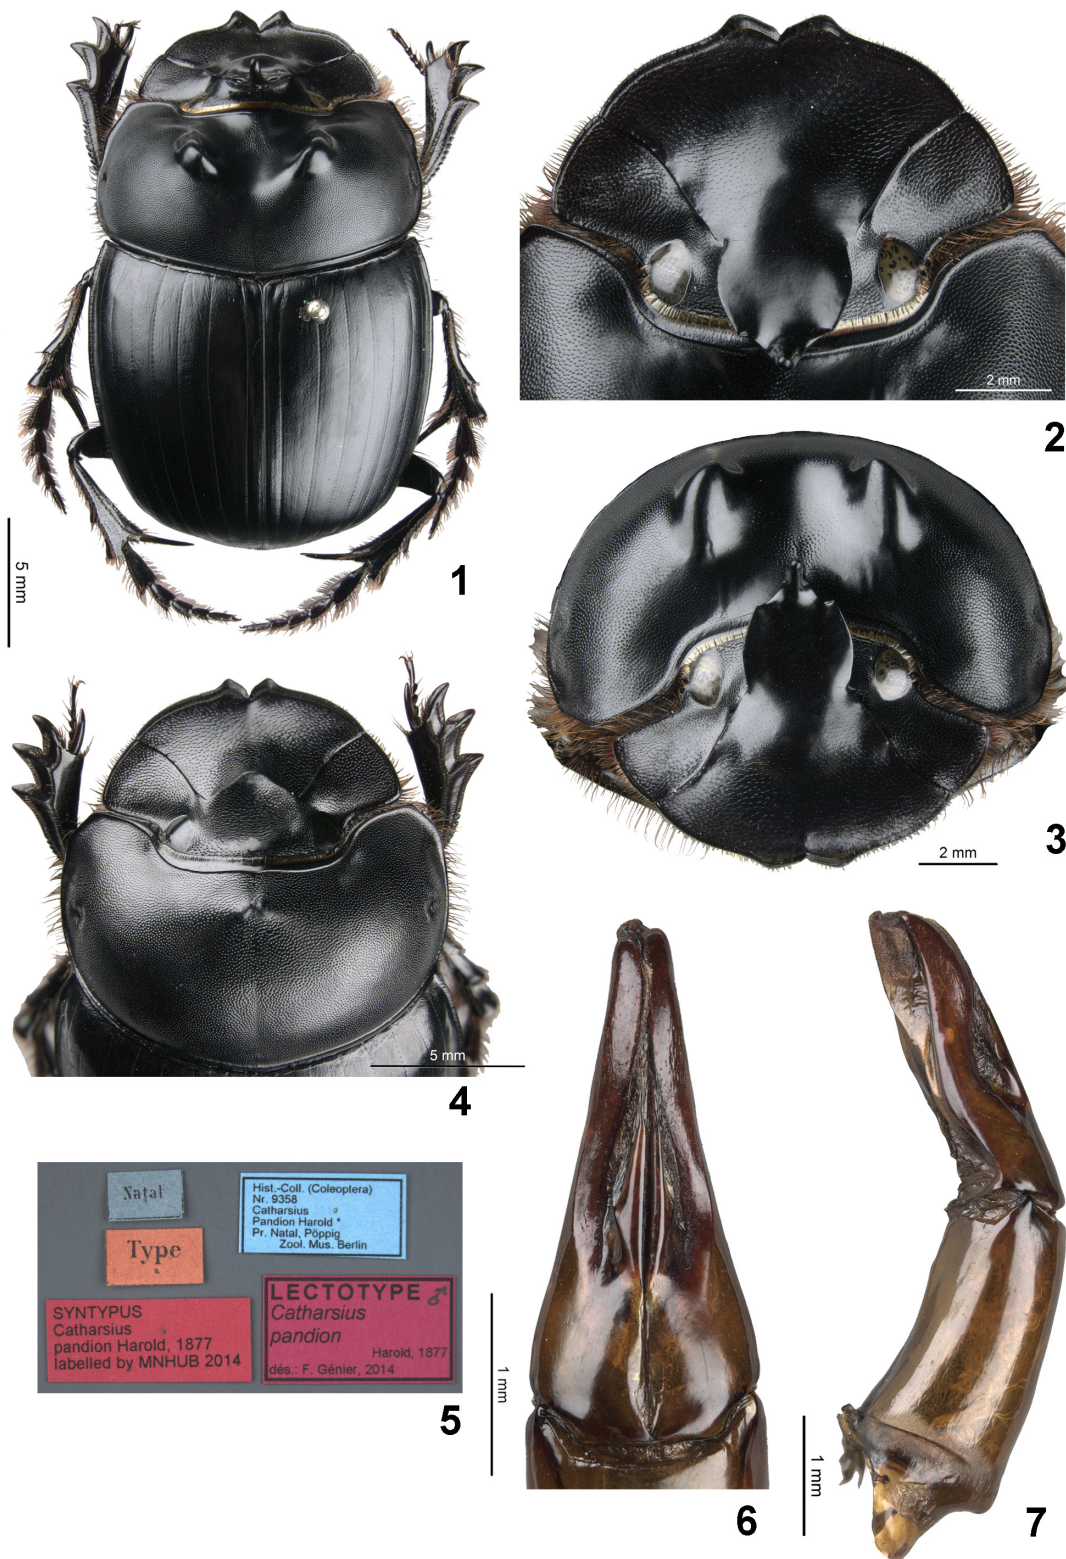 1
2 mm
2
5 mm
2 mm
3
5 mm
4
Natal
Type
Hist.-Coll. (Coleoptera)
Nr. 9358
Catharsius
Pandion Harold *
Pr. Natal, Pöppig
Zool. Mus. Berlin
SYNTYPUS
Catharsius
pandion Harold, 1877
labelled by MNHUB 2014
LECTOTYPE ♂
Catharsius
pandion
Harold, 1877
dés.: F. Génier, 2014
5
1 mm
6
1 mm
7